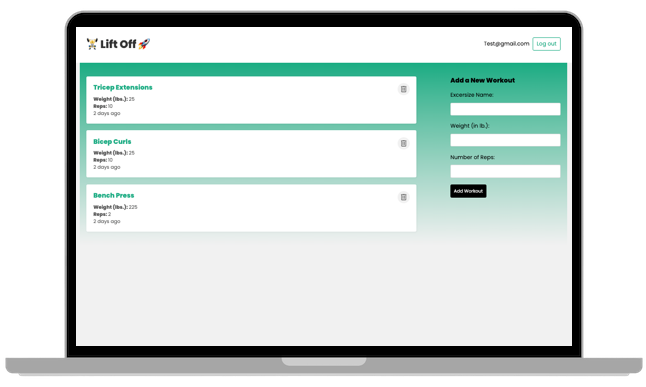 Lift Off
Test@gmail.com
Log out
Tricep Extensions
Weight (lbs.): 25
Reps: 10
2 days ago
Bicep Curls
Weight (lbs.): 25
Reps: 10
2 days ago
Bench Press
Weight (lbs.): 225
Reps: 2
2 days ago
Add a New Workout
Excersize Name:
Weight (in lb.):
Number of Reps:
Add Workout